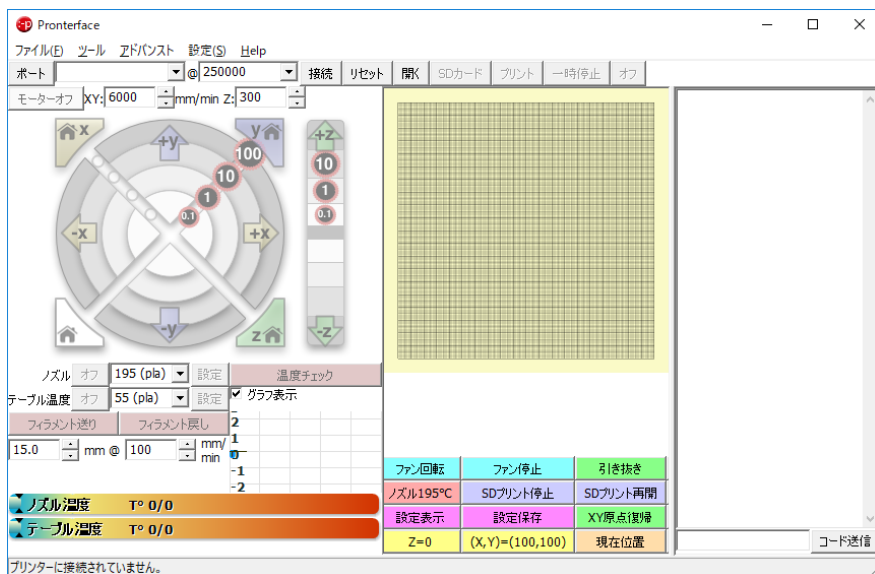 Pronterface
ファイル(F) ツール アドバンスト 設定(S) Help
ポート @ 250000 接続 リセット 開く SDカード プリント 一時停止 オフ
モーターオフ XY: 6000 mm/min Z: 300
x +y y +z
100
10 10
1 1
0.1 0.1
-x +x
-y z -z
ノズル オフ 195 (pla) 設定 温度チェック
テーブル温度 オフ 55 (pla) 設定 グラフ表示
フィラメント送り フィラメント戻し 2
15.0 mm @ 100 mm/min 1
0
-1
-2
ファン回転 ファン停止 引き抜き
ノズル195℃ SDプリント停止 SDプリント再開
ノズル温度 T° 0/0
設定表示 設定保存 XY原点復帰
テーブル温度 T° 0/0
Z=0 (X,Y)=(100,100) 現在位置 コード送信
プリンターに接続されていません。